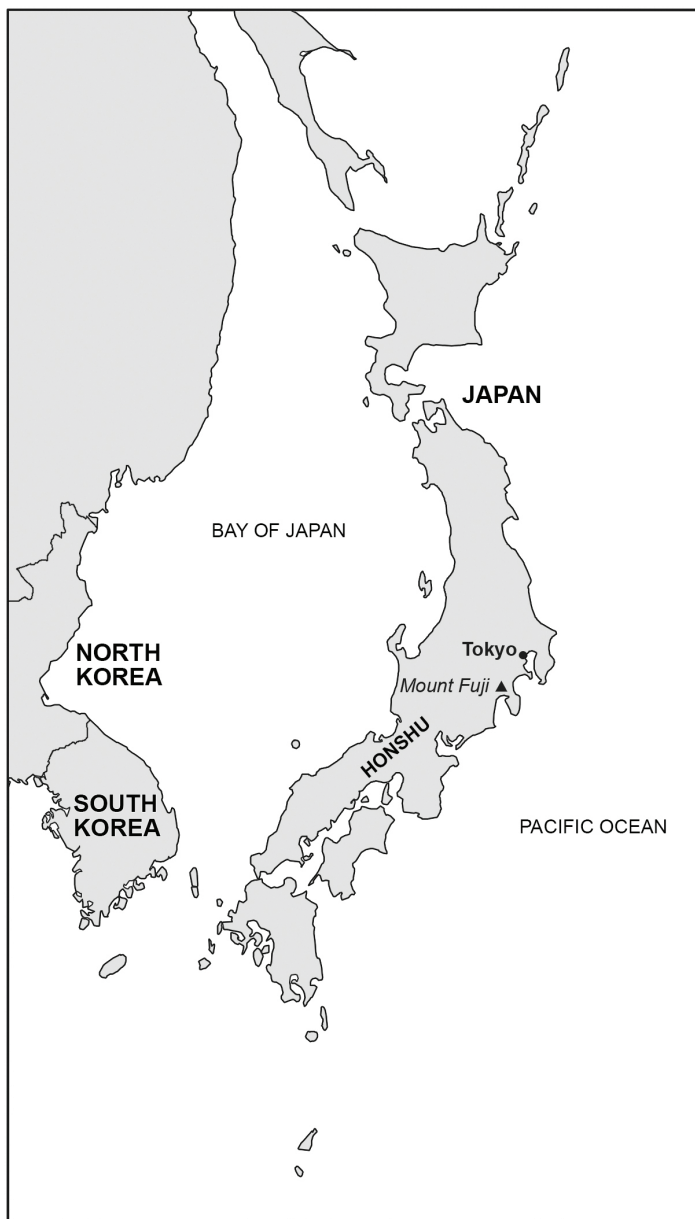 JAPAN
BAY OF JAPAN
Tokyo
NORTH
KOREA
Mount Fuji
HONSHU
SOUTH
KOREA
PACIFIC OCEAN